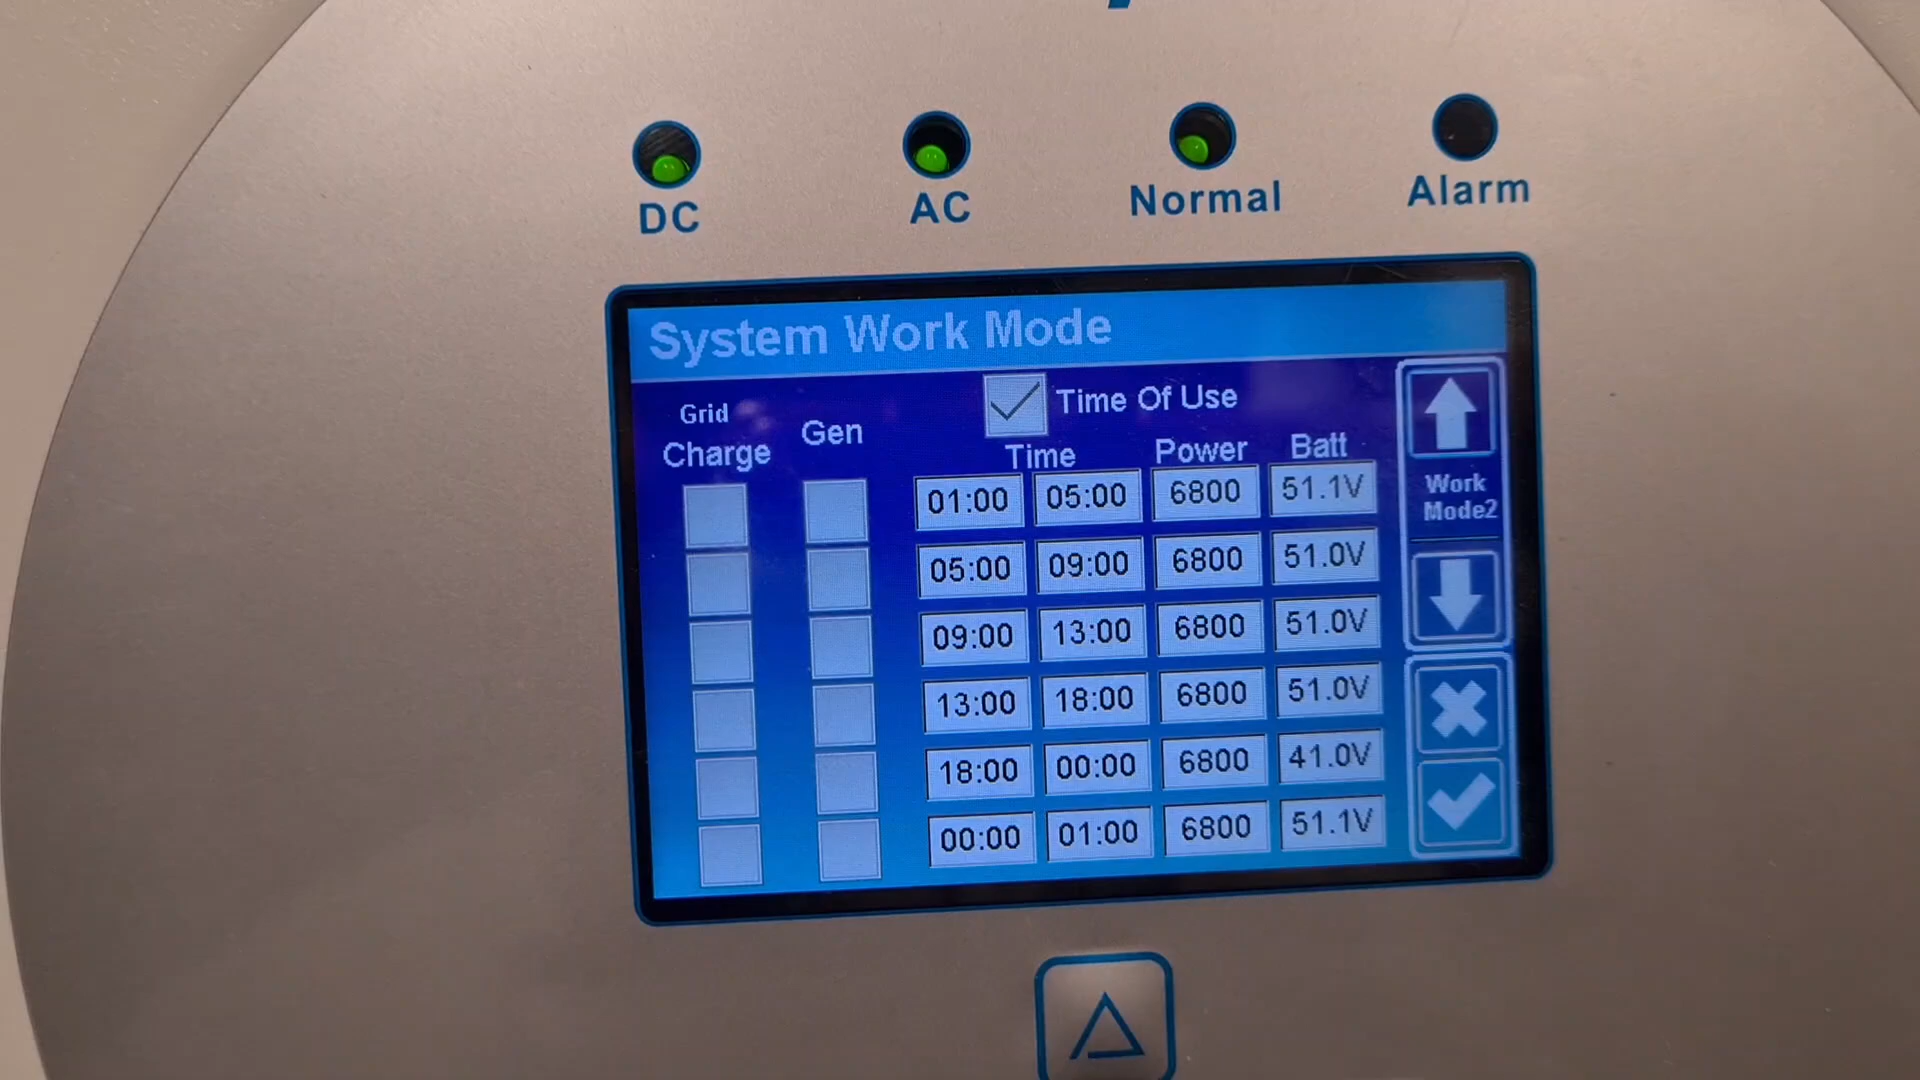 DC AC Normal Alarm
System Work Mode
Grid Charge Gen Time Of Use
Time Power Batt
01:00 05:00 6800 51.1V
05:00 09:00 6800 51.0V
09:00 13:00 6800 51.0V
13:00 18:00 6800 51.0V
18:00 00:00 6800 41.0V
00:00 01:00 6800 51.1V
Work
Mode2